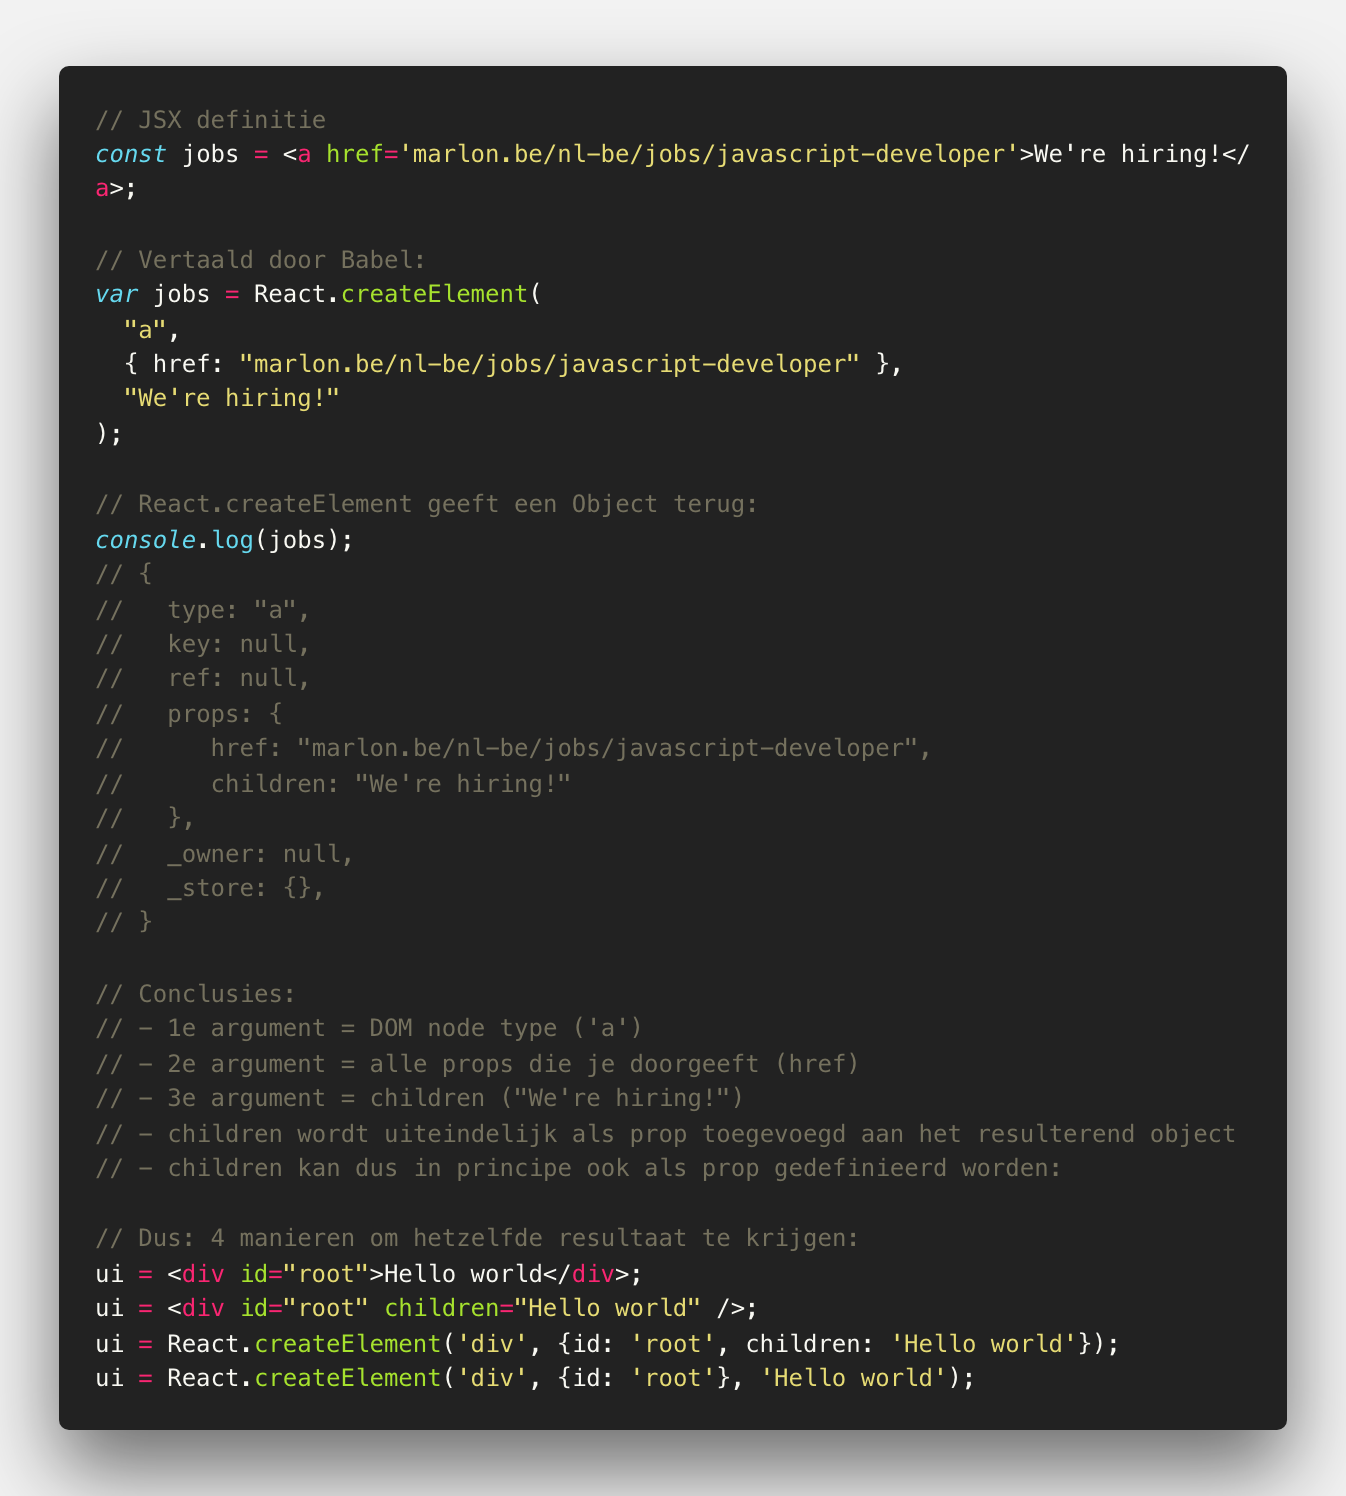 // JSX definitie
const jobs = <a href='marlon.be/nl-be/jobs/javascript-developer'>We're hiring!</
a>;
// Vertaald door Babel:
var jobs = React.createElement(
  "a",
  { href: "marlon.be/nl-be/jobs/javascript-developer" },
  "We're hiring!"
);
// React.createElement geeft een Object terug:
console.log(jobs);
// {
//   type: "a",
//   key: null,
//   ref: null,
//   props: {
//      href: "marlon.be/nl-be/jobs/javascript-developer",
//      children: "We're hiring!"
//   },
//   _owner: null,
//   _store: {},
// }
// Conclusies:
// - 1e argument = DOM node type ('a')
// - 2e argument = alle props die je doorgeeft (href)
// - 3e argument = children ("We're hiring!")
// - children wordt uiteindelijk als prop toegevoegd aan het resulterend object
// - children kan dus in principe ook als prop gedefinieerd worden:
// Dus: 4 manieren om hetzelfde resultaat te krijgen:
ui = <div id="root">Hello world</div>;
ui = <div id="root" children="Hello world" />;
ui = React.createElement('div', {id: 'root', children: 'Hello world'});
ui = React.createElement('div', {id: 'root'}, 'Hello world');